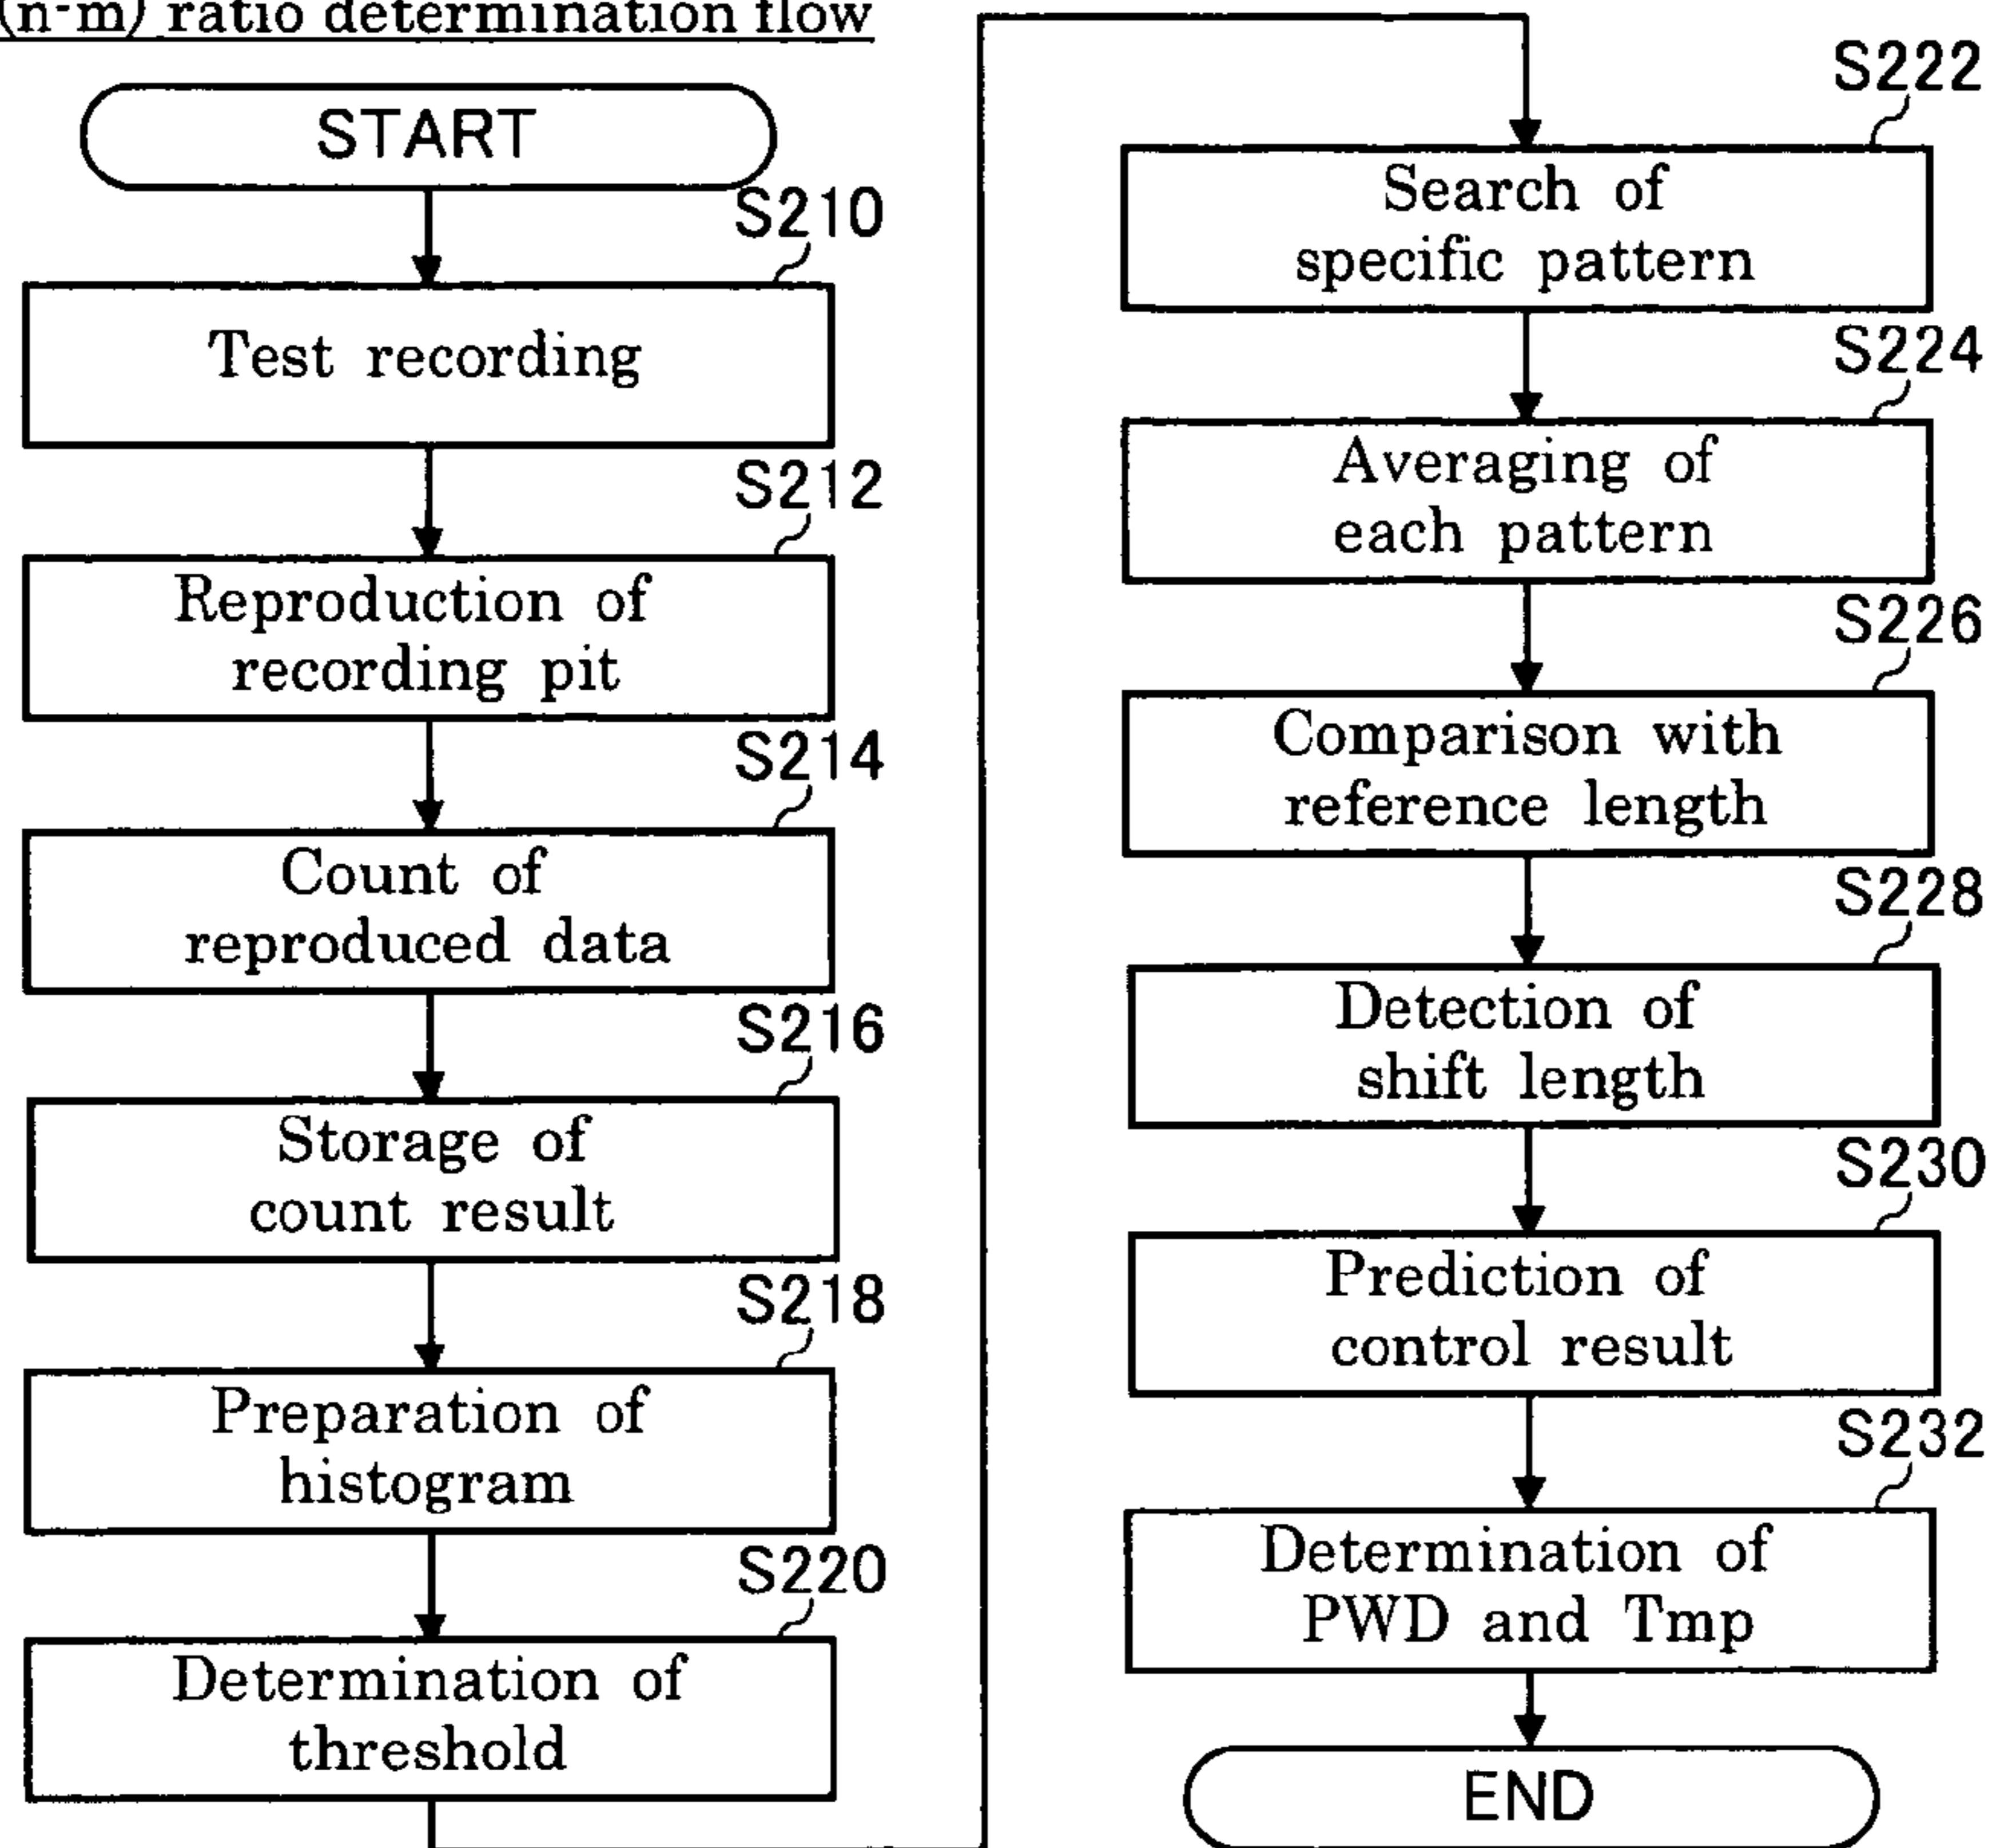 (n-m) ratio determination flow
START
S210
Test recording
S212
Reproduction of
recording pit
S214
Count of
reproduced data
S216
Storage of
count result
S218
Preparation of
histogram
S220
Determination of
threshold
S222
Search of
specific pattern
S224
Averaging of
each pattern
S226
Comparison with
reference length
S228
Detection of
shift length
S230
Prediction of
control result
S232
Determination of
PWD and Tmp
END